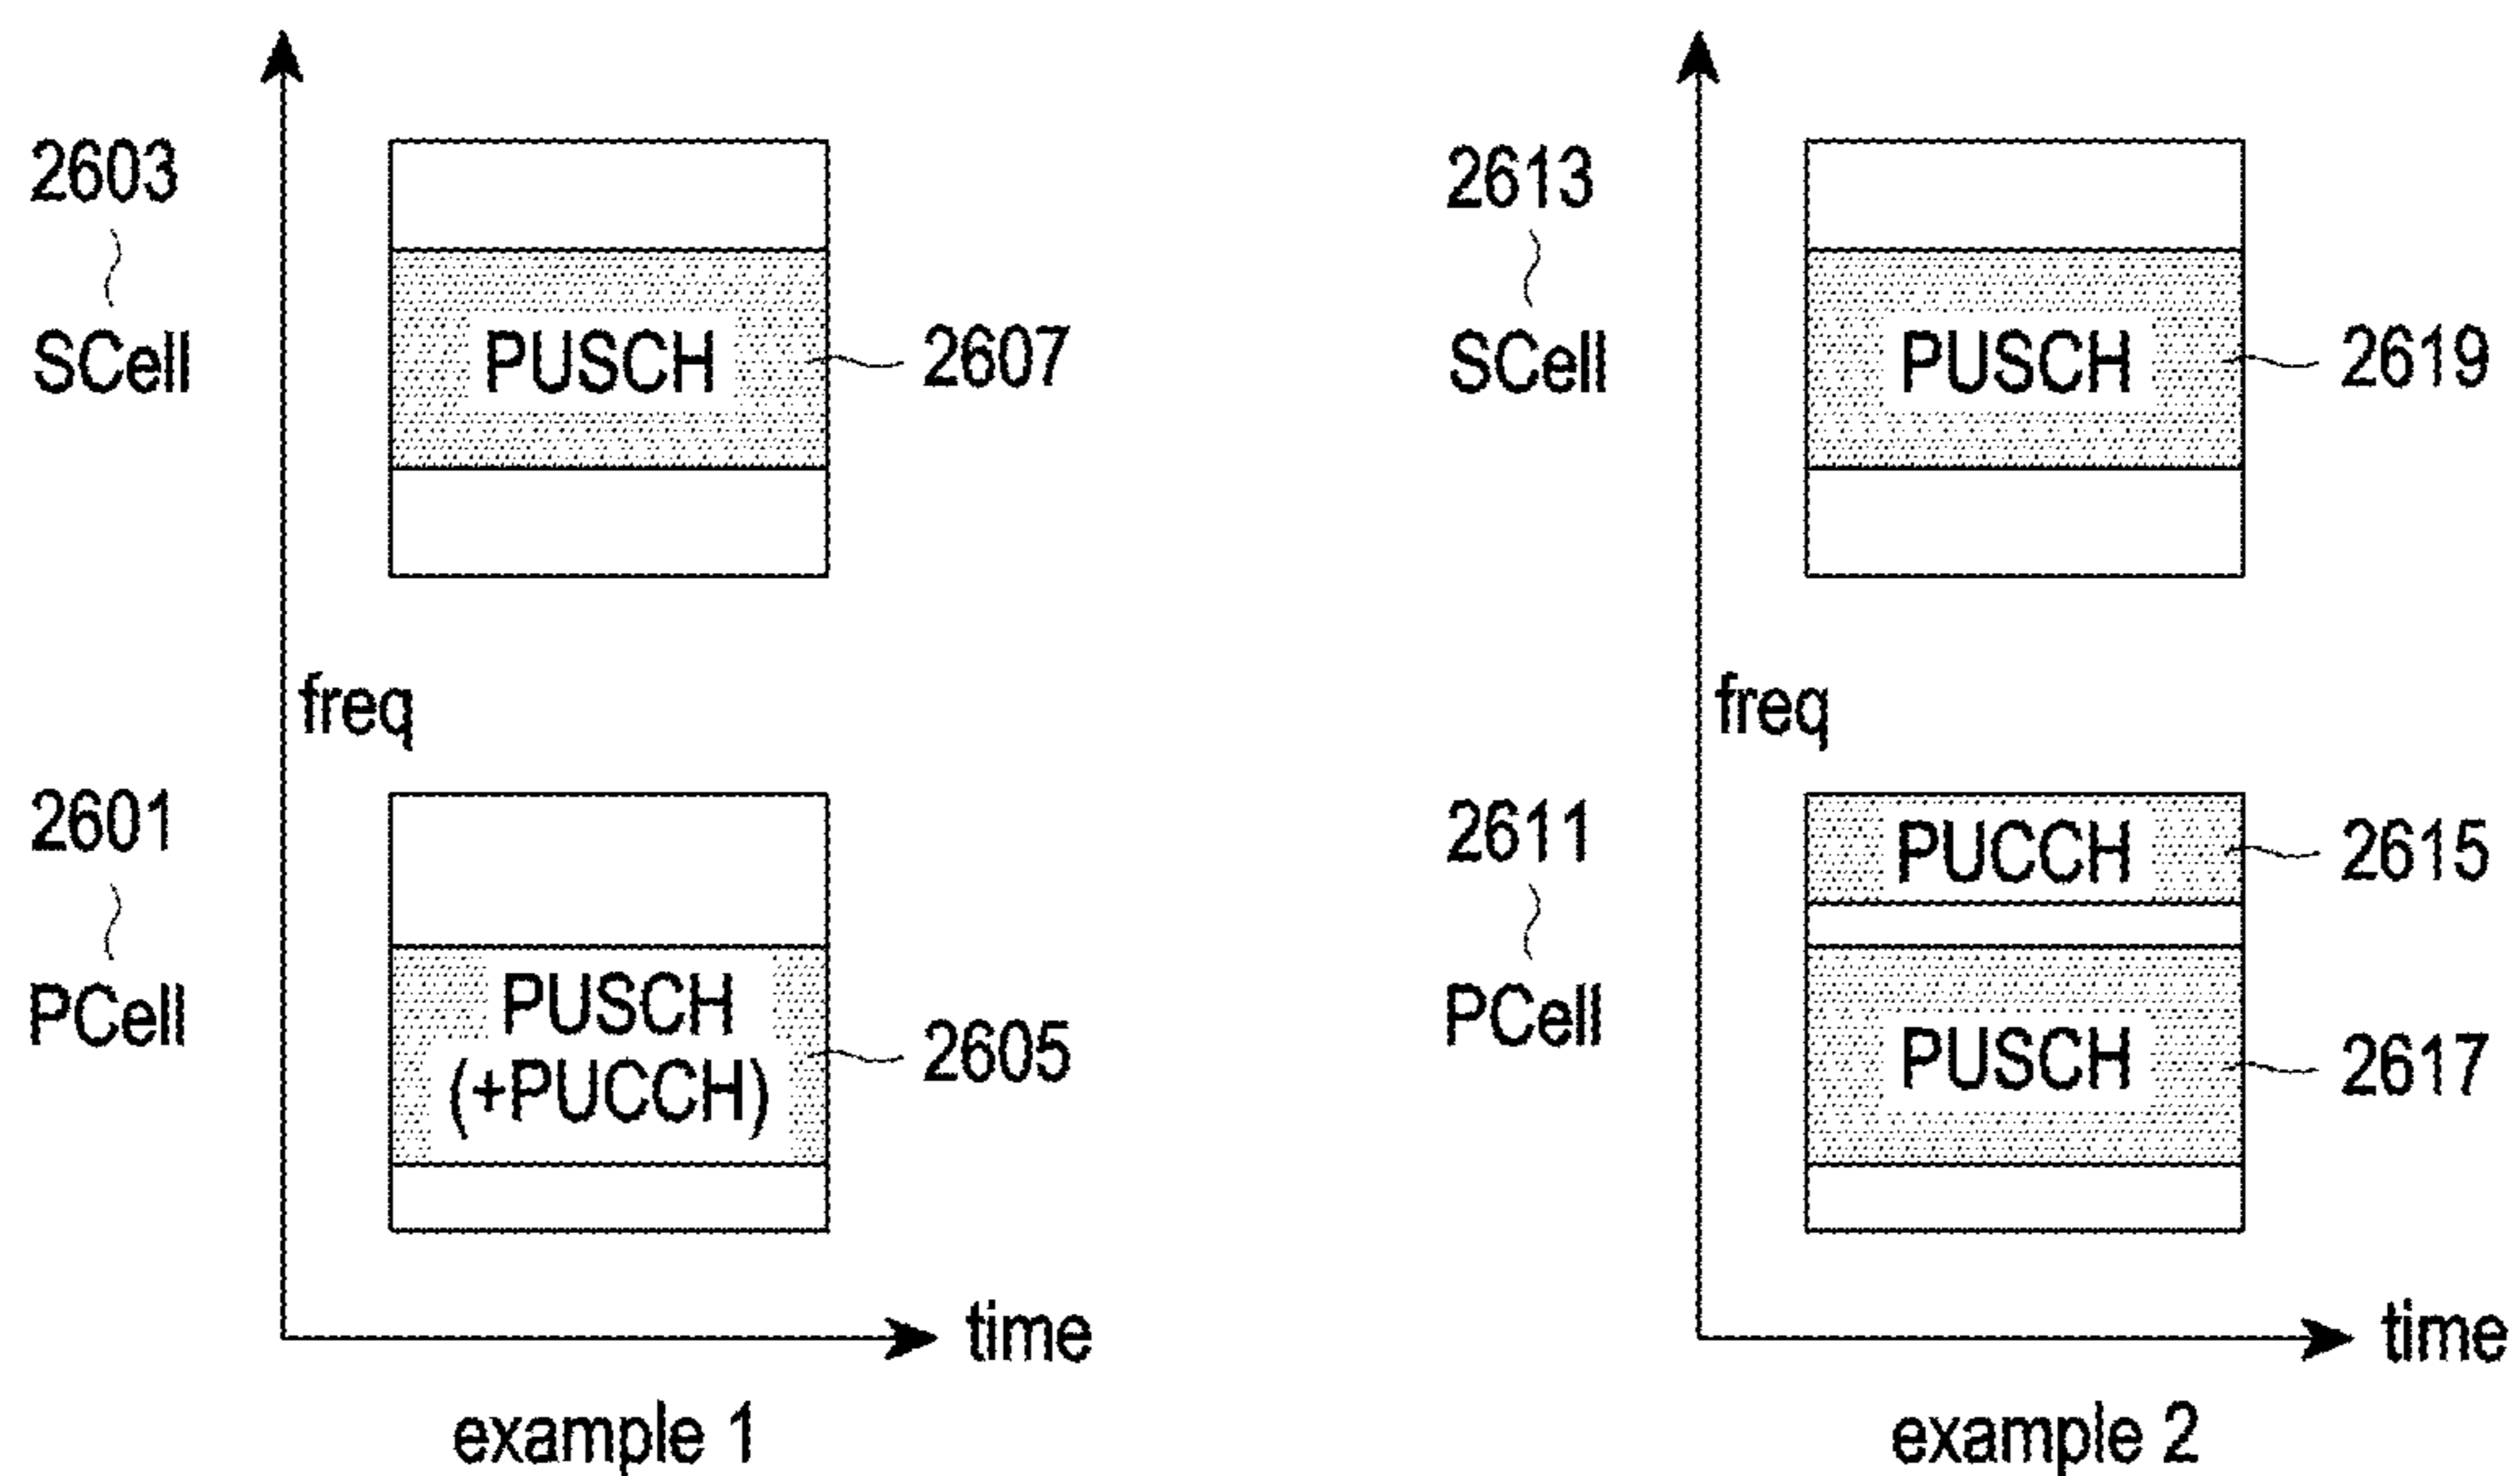 2603
SCell
PUSCH
2607
freq
2601
PCell
PUSCH
(+PUCCH)
2605
time
example 1
2613
SCell
PUSCH
2619
freq
2611
PCell
PUCCH
2615
PUSCH
2617
time
example 2